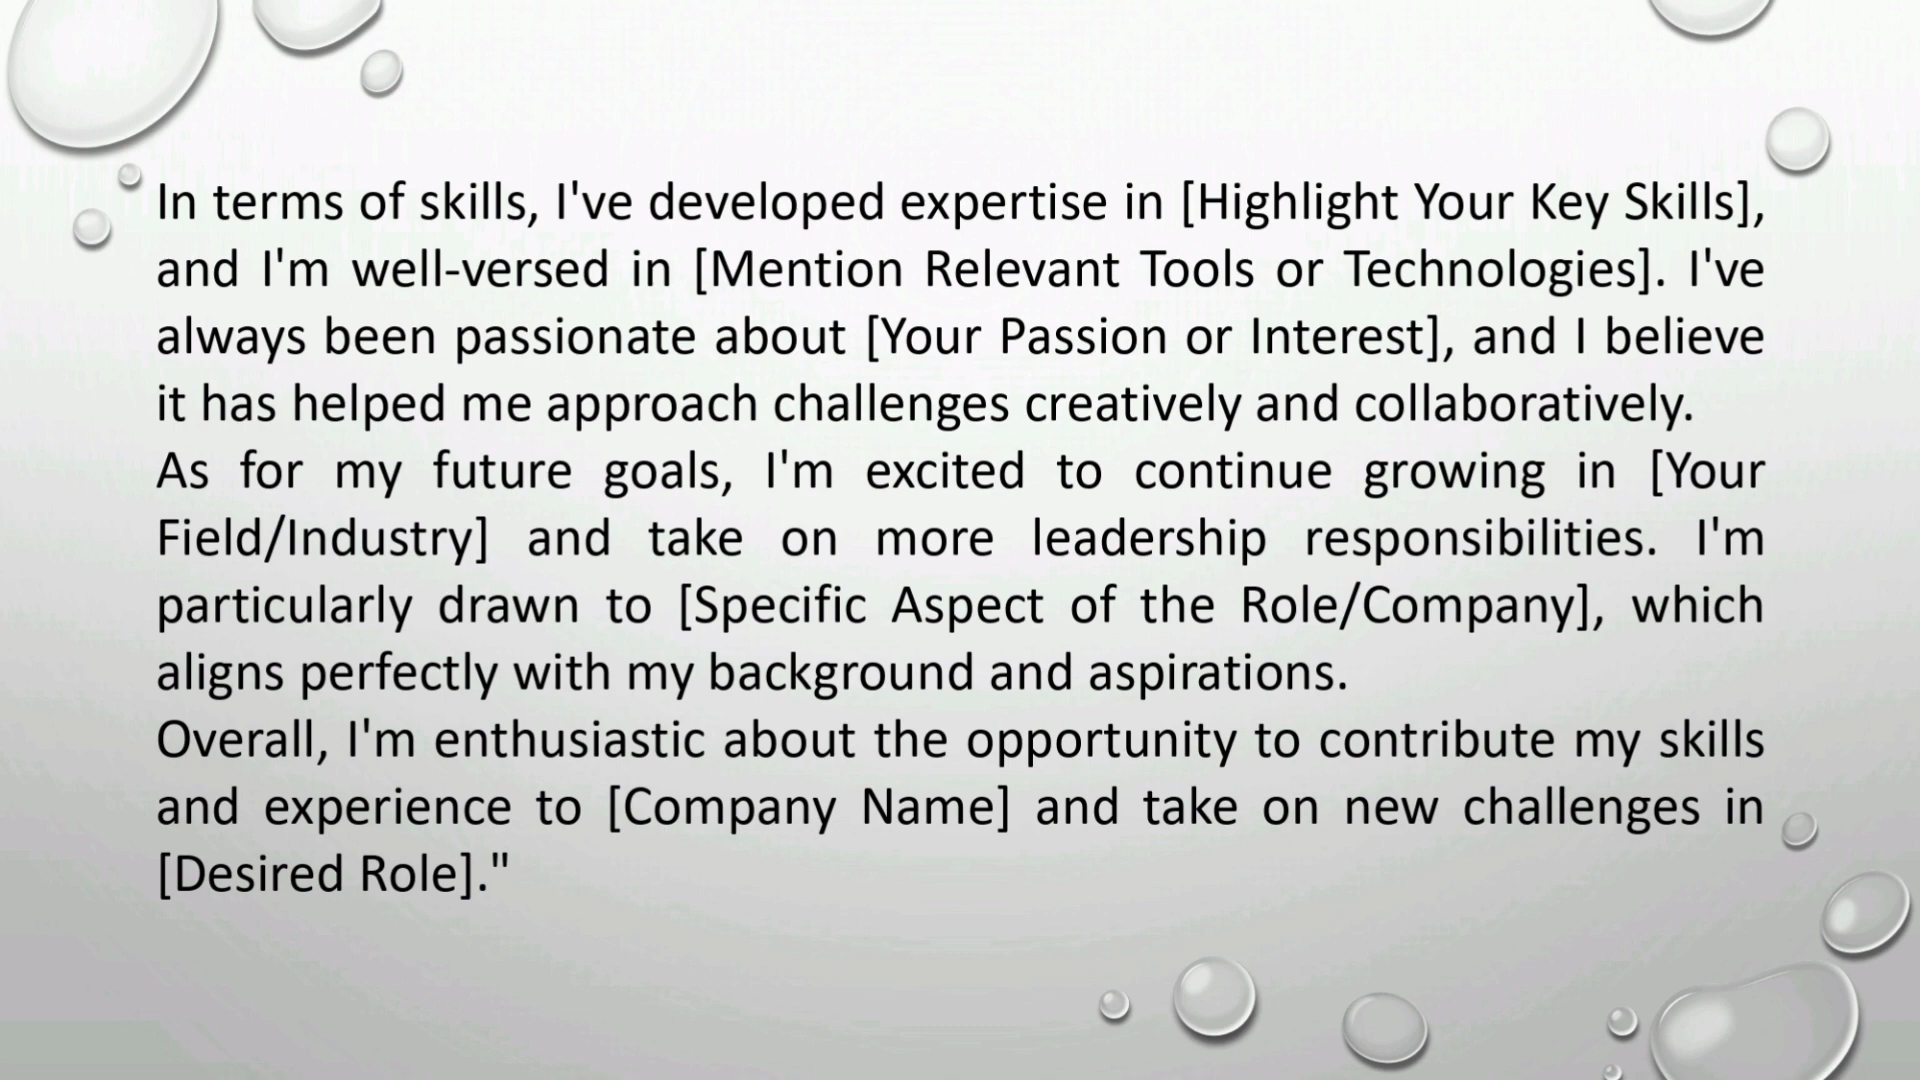 In terms of skills, I've developed expertise in [Highlight Your Key Skills],
and I'm well-versed in [Mention Relevant Tools or Technologies]. I've
always been passionate about [Your Passion or Interest], and I believe
it has helped me approach challenges creatively and collaboratively.
As for my future goals, I'm excited to continue growing in [Your
Field/Industry] and take on more leadership responsibilities. I'm
particularly drawn to [Specific Aspect of the Role/Company], which
aligns perfectly with my background and aspirations.
Overall, I'm enthusiastic about the opportunity to contribute my skills
and experience to [Company Name] and take on new challenges in
[Desired Role]."